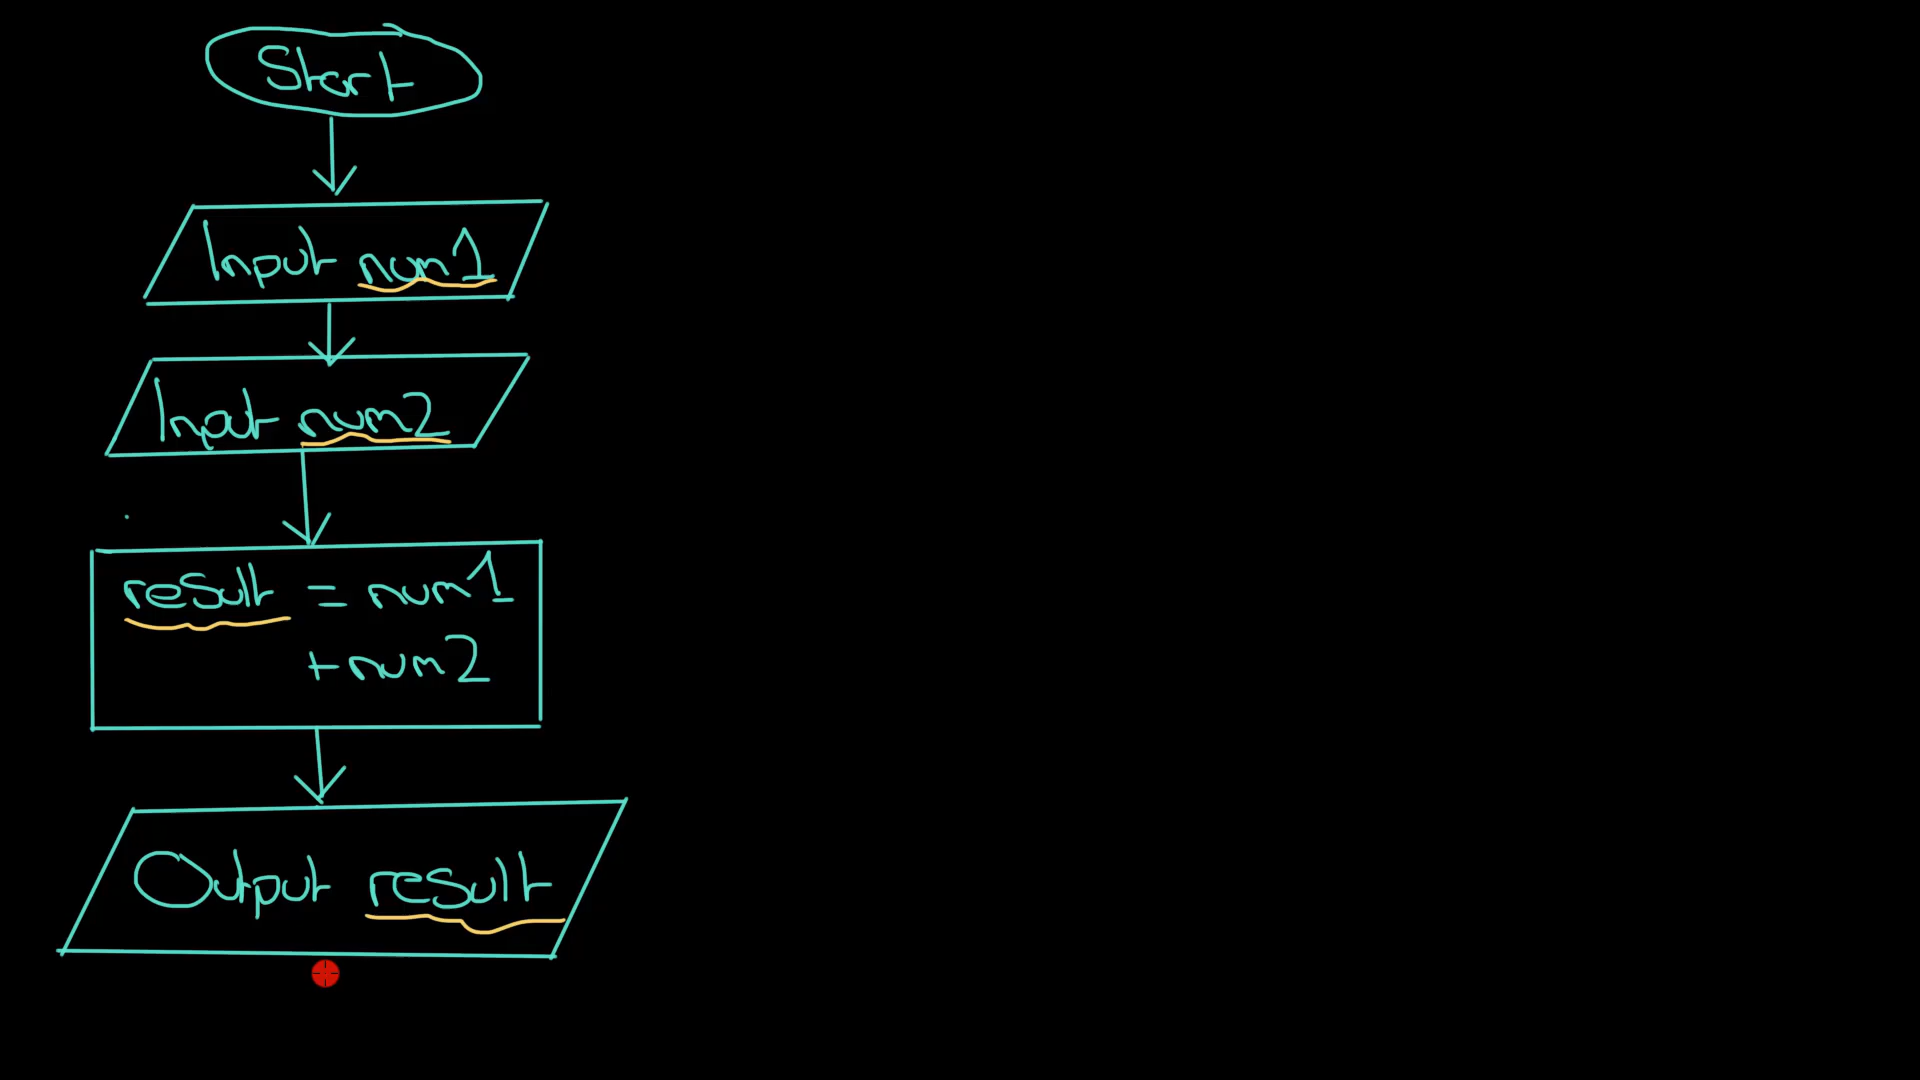 Start
Input num1
Input num2
result = num1
+num2
Output result